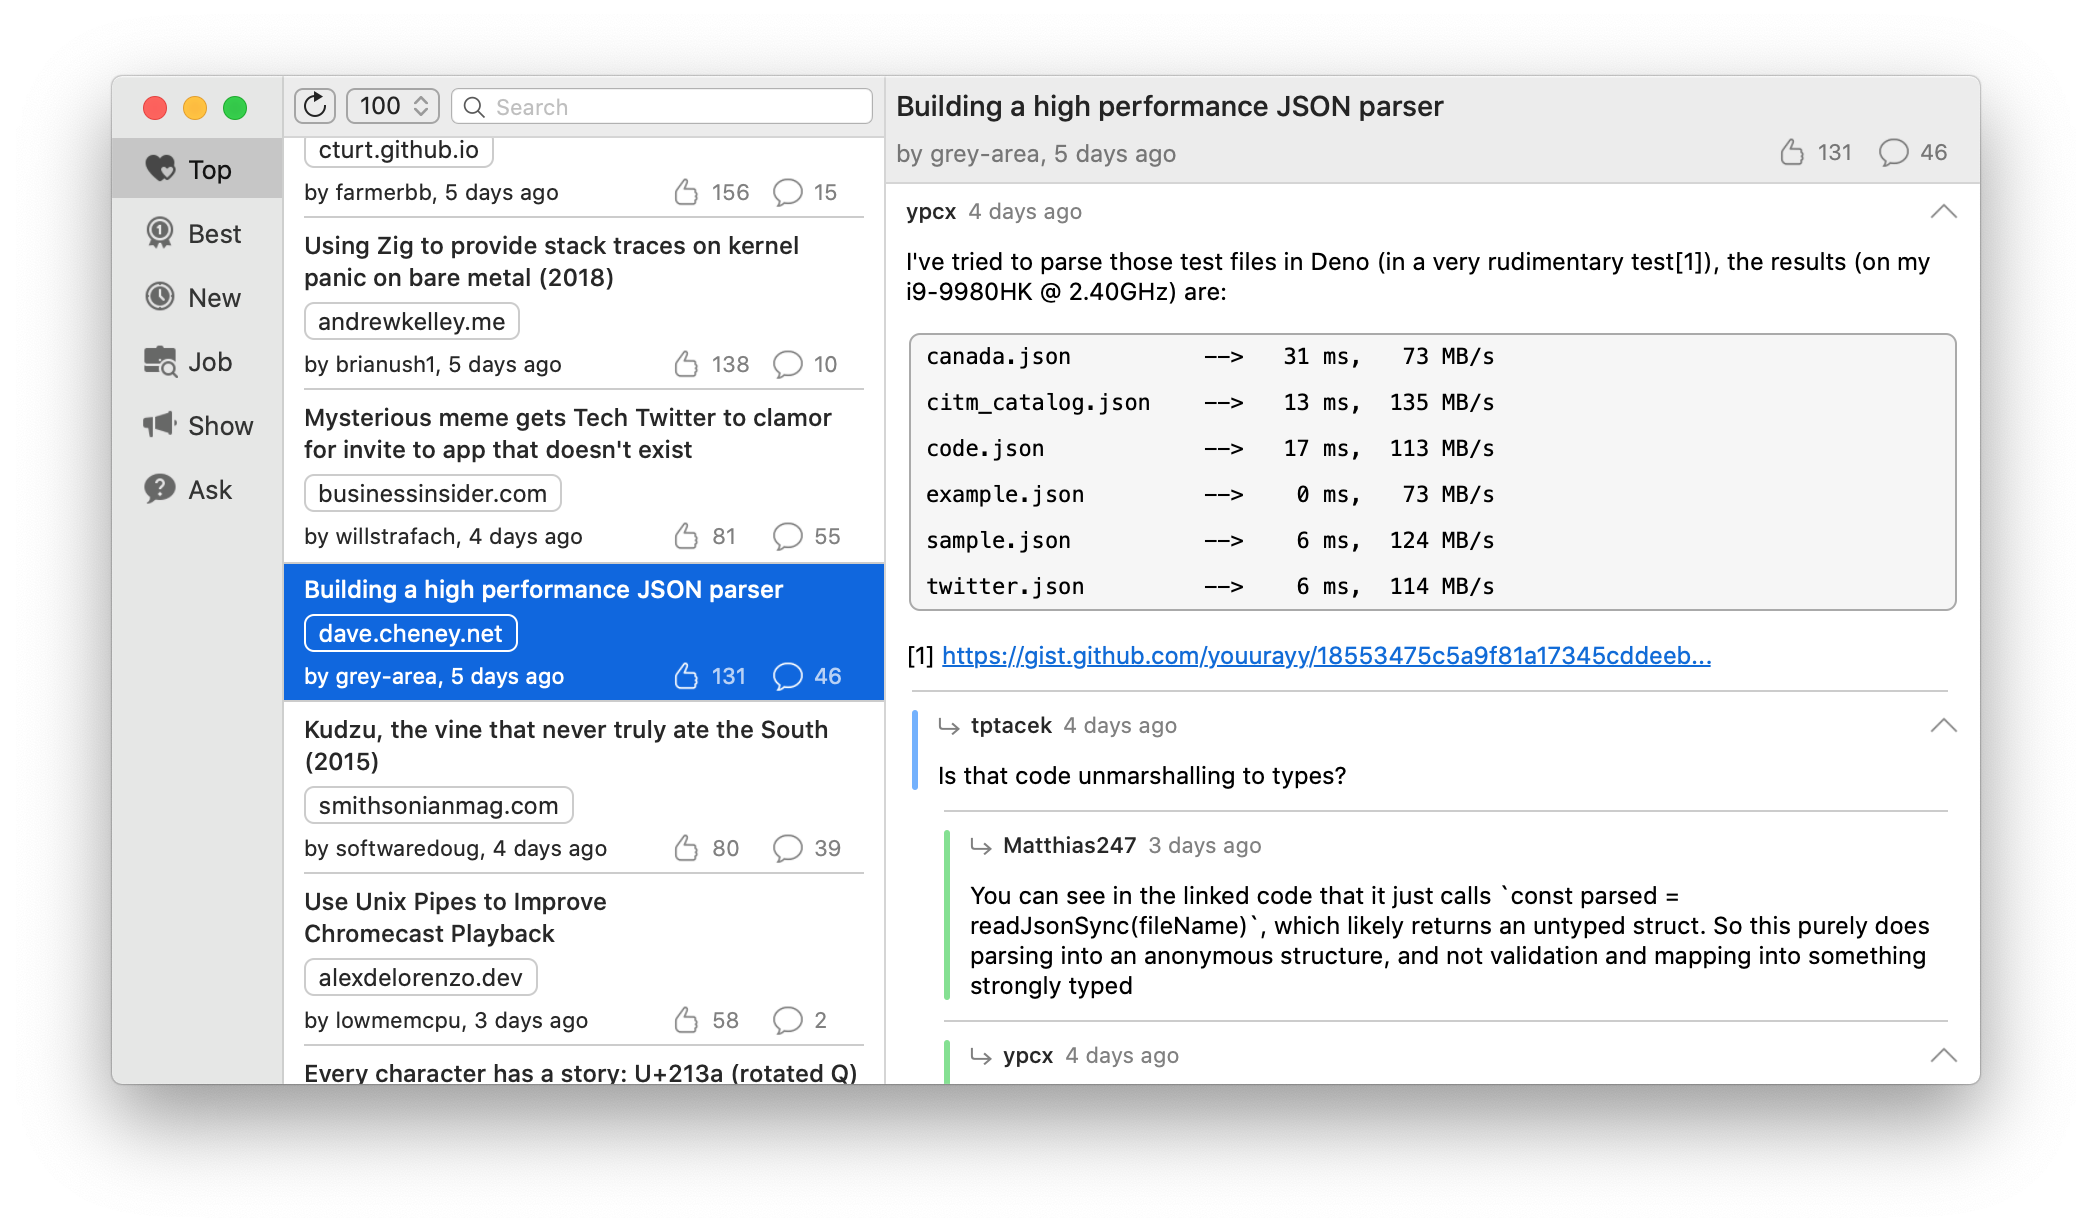 Top
Best
New
Job
Show
Ask
100
Search
cturt.github.io
by farmerbb, 5 days ago 156 15
Using Zig to provide stack traces on kernel
panic on bare metal (2018)
andrewkelley.me
by brianush1, 5 days ago 138 10
Mysterious meme gets Tech Twitter to clamor
for invite to app that doesn't exist
businessinsider.com
by willstrafach, 4 days ago 81 55
Building a high performance JSON parser
dave.cheney.net
by grey-area, 5 days ago 131 46
Kudzu, the vine that never truly ate the South
(2015)
smithsonianmag.com
by softwaredoug, 4 days ago 80 39
Use Unix Pipes to Improve
Chromecast Playback
alexdelorenzo.dev
by lowmemcpu, 3 days ago 58 2
Every character has a story: U+213a (rotated Q)
Building a high performance JSON parser
by grey-area, 5 days ago 131 46
ypcx 4 days ago
I've tried to parse those test files in Deno (in a very rudimentary test[1]), the results (on my
i9-9980HK @ 2.40GHz) are:
canada.json --> 31 ms, 73 MB/s
citm_catalog.json --> 13 ms, 135 MB/s
code.json --> 17 ms, 113 MB/s
example.json --> 0 ms, 73 MB/s
sample.json --> 6 ms, 124 MB/s
twitter.json --> 6 ms, 114 MB/s
[1] https://gist.github.com/youurayy/18553475c5a9f81a17345cddeeb...
tptacek 4 days ago
Is that code unmarshalling to types?
Matthias247 3 days ago
You can see in the linked code that it just calls `const parsed =
readJsonSync(fileName)`, which likely returns an untyped struct. So this purely does
parsing into an anonymous structure, and not validation and mapping into something
strongly typed
ypcx 4 days ago